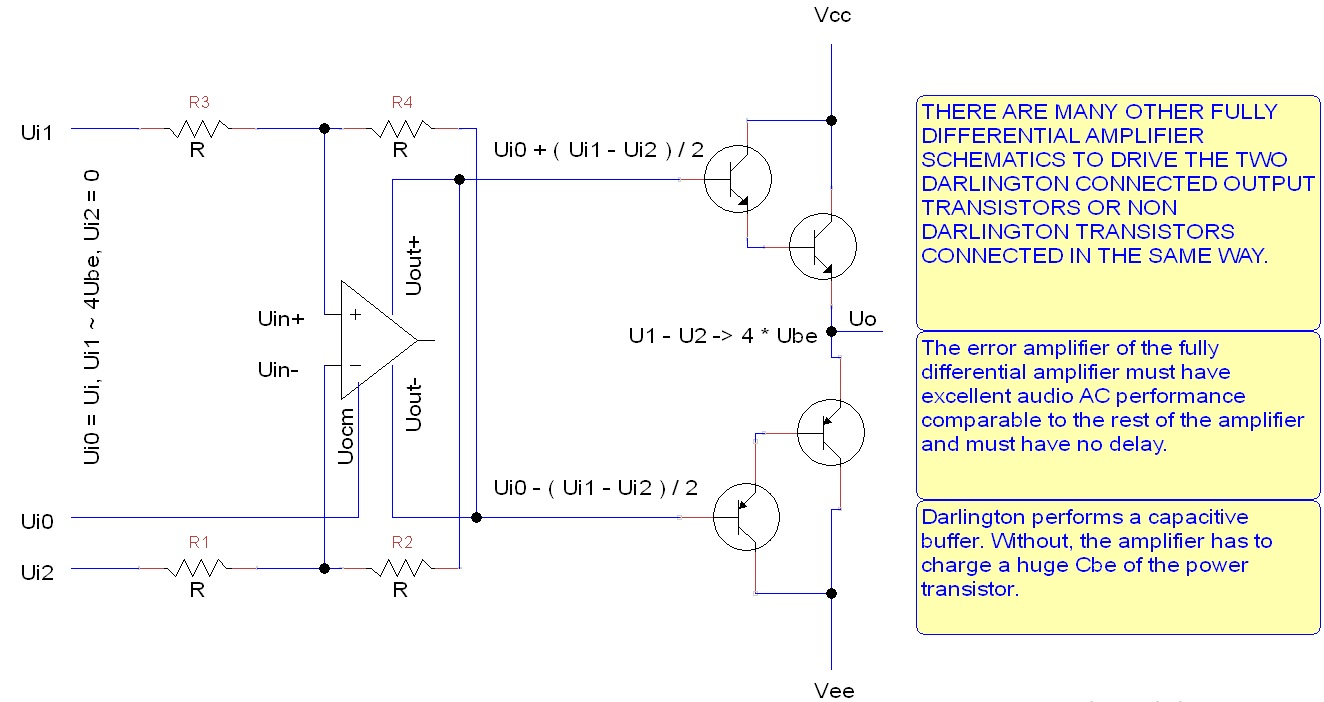 Vcc
R3
R4
Ui1
R
R
Ui0 + ( Ui1 - Ui2 ) / 2
Ui0 = Ui, Ui1 ~ 4Ube, Ui2 = 0
Uout+
Uin+
+
Uin-
−
Uout-
Uocm
U1 - U2 -> 4 * Ube
Uo
Ui0 - ( Ui1 - Ui2 ) / 2
Ui0
R1
R2
Ui2
R
R
Vee
THERE ARE MANY OTHER FULLY
DIFFERENTIAL AMPLIFIER
SCHEMATICS TO DRIVE THE TWO
DARLINGTON CONNECTED OUTPUT
TRANSISTORS OR NON
DARLINGTON TRANSISTORS
CONNECTED IN THE SAME WAY.
The error amplifier of the fully
differential amplifier must have
excellent audio AC performance
comparable to the rest of the amplifier
and must have no delay.
Darlington performs a capacitive
buffer. Without, the amplifier has to
charge a huge Cbe of the power
transistor.